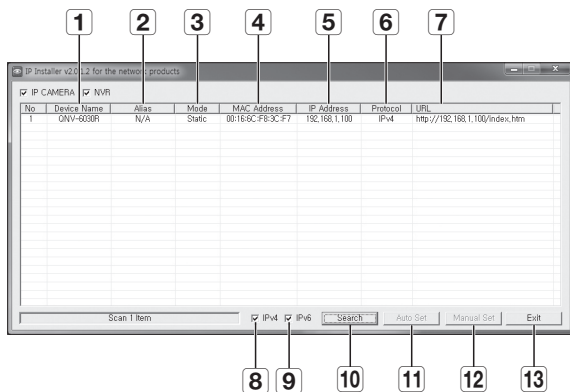 1 2 3 4 5 6 7
IP Installer v2.0.1.2 for the network products
IP CAMERA NVR
No Device Name Alias Mode MAC Address IP Address Protocol URL
1 QNV-6030R N/A Static 00:16:6C:F8:3C:F7 192,168,1,100 IPv4 http://192,168,1,100/index,htm
Scan 1 Item IPv4 IPv6 Search Auto Set Manual Set Exit
8 9 10 11 12 13